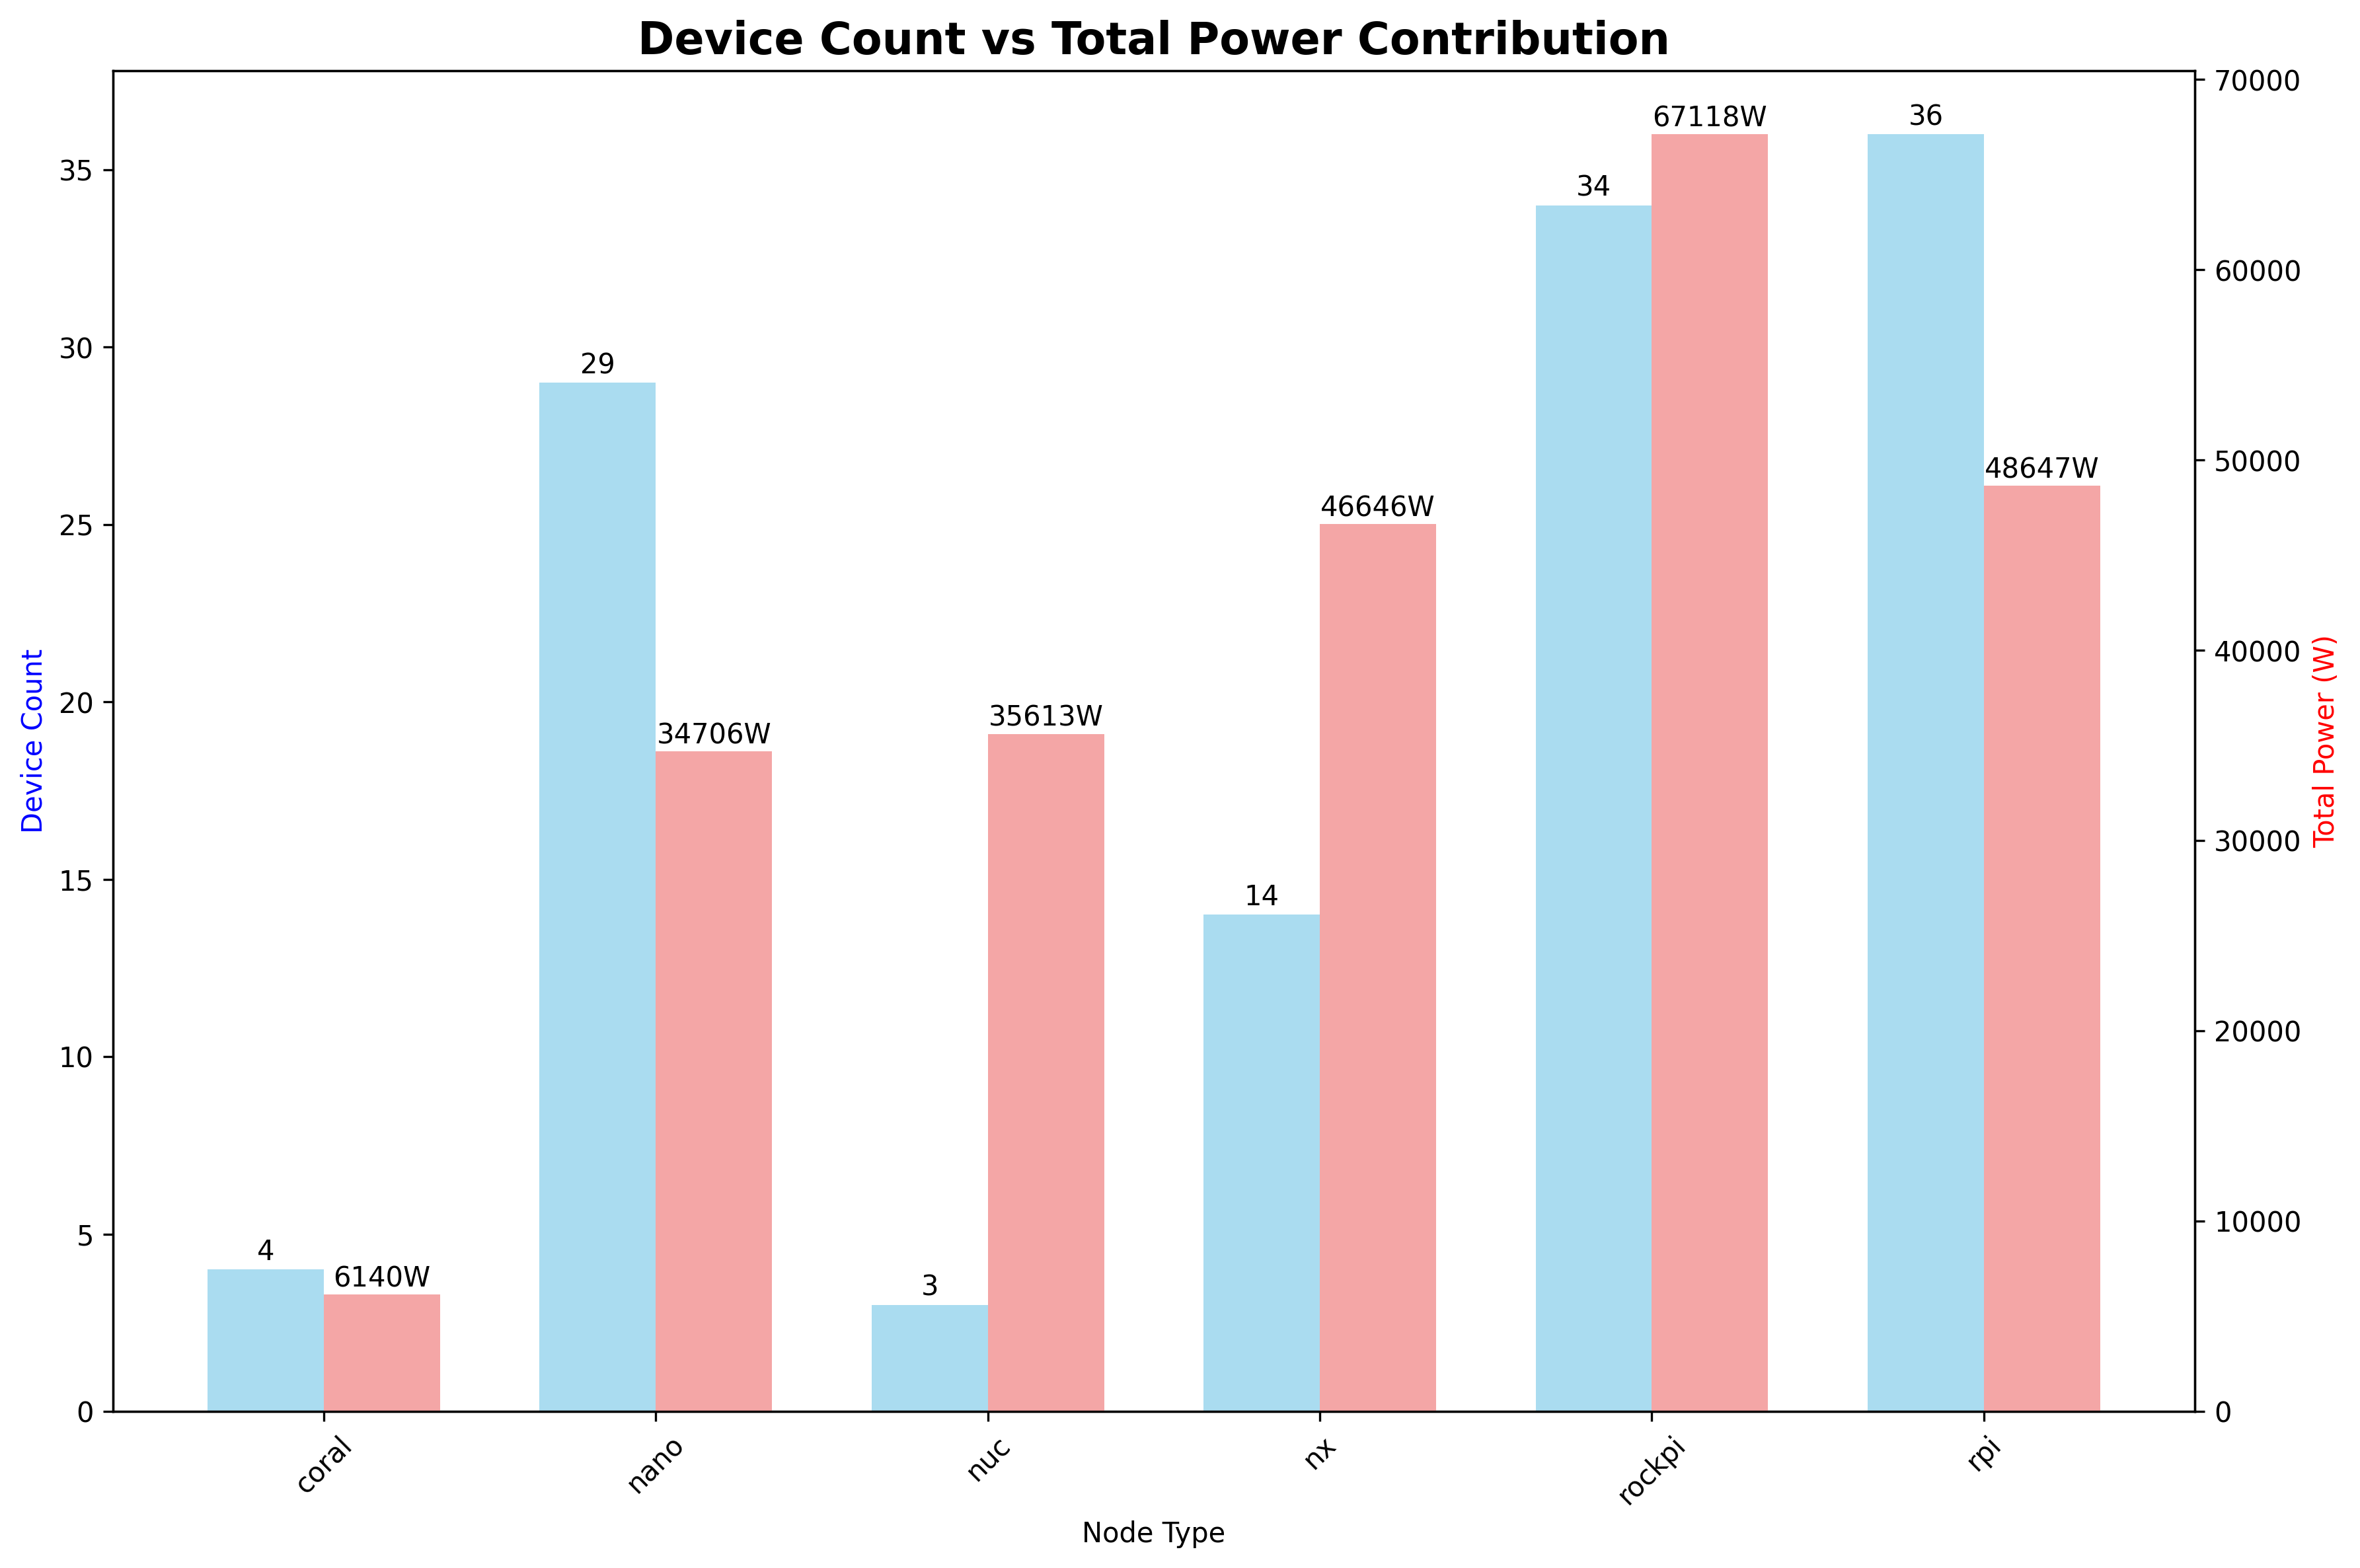 Device Count vs Total Power Contribution
70000
67118W
36
35
34
60000
30
29
50000
48647W
46646W
25
40000
20
35613W
34706W
Device Count
Total Power (W)
30000
15
14
20000
10
10000
5
4
6140W
3
0
0
coral
nano
nuc
nx
rockpi
rpi
Node Type